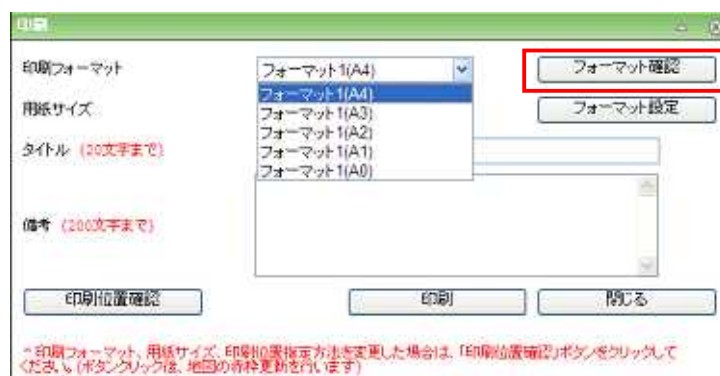 印刷
印刷フォーマット フォーマット1(A4) フォーマット確認
フォーマット1(A4)
用紙サイズ フォーマット1(A3) フォーマット設定
フォーマット1(A2)
タイトル (20文字まで) フォーマット1(A1)
フォーマット1(A0)
備考 (200文字まで)
印刷位置確認 印刷 閉じる
印刷フォーマット、用紙サイズ、印刷位置指定方法を変更した場合は、「印刷位置確認」ボタンをクリックして
ください。(ボタンクリック後、地図の赤枠更新を行います)